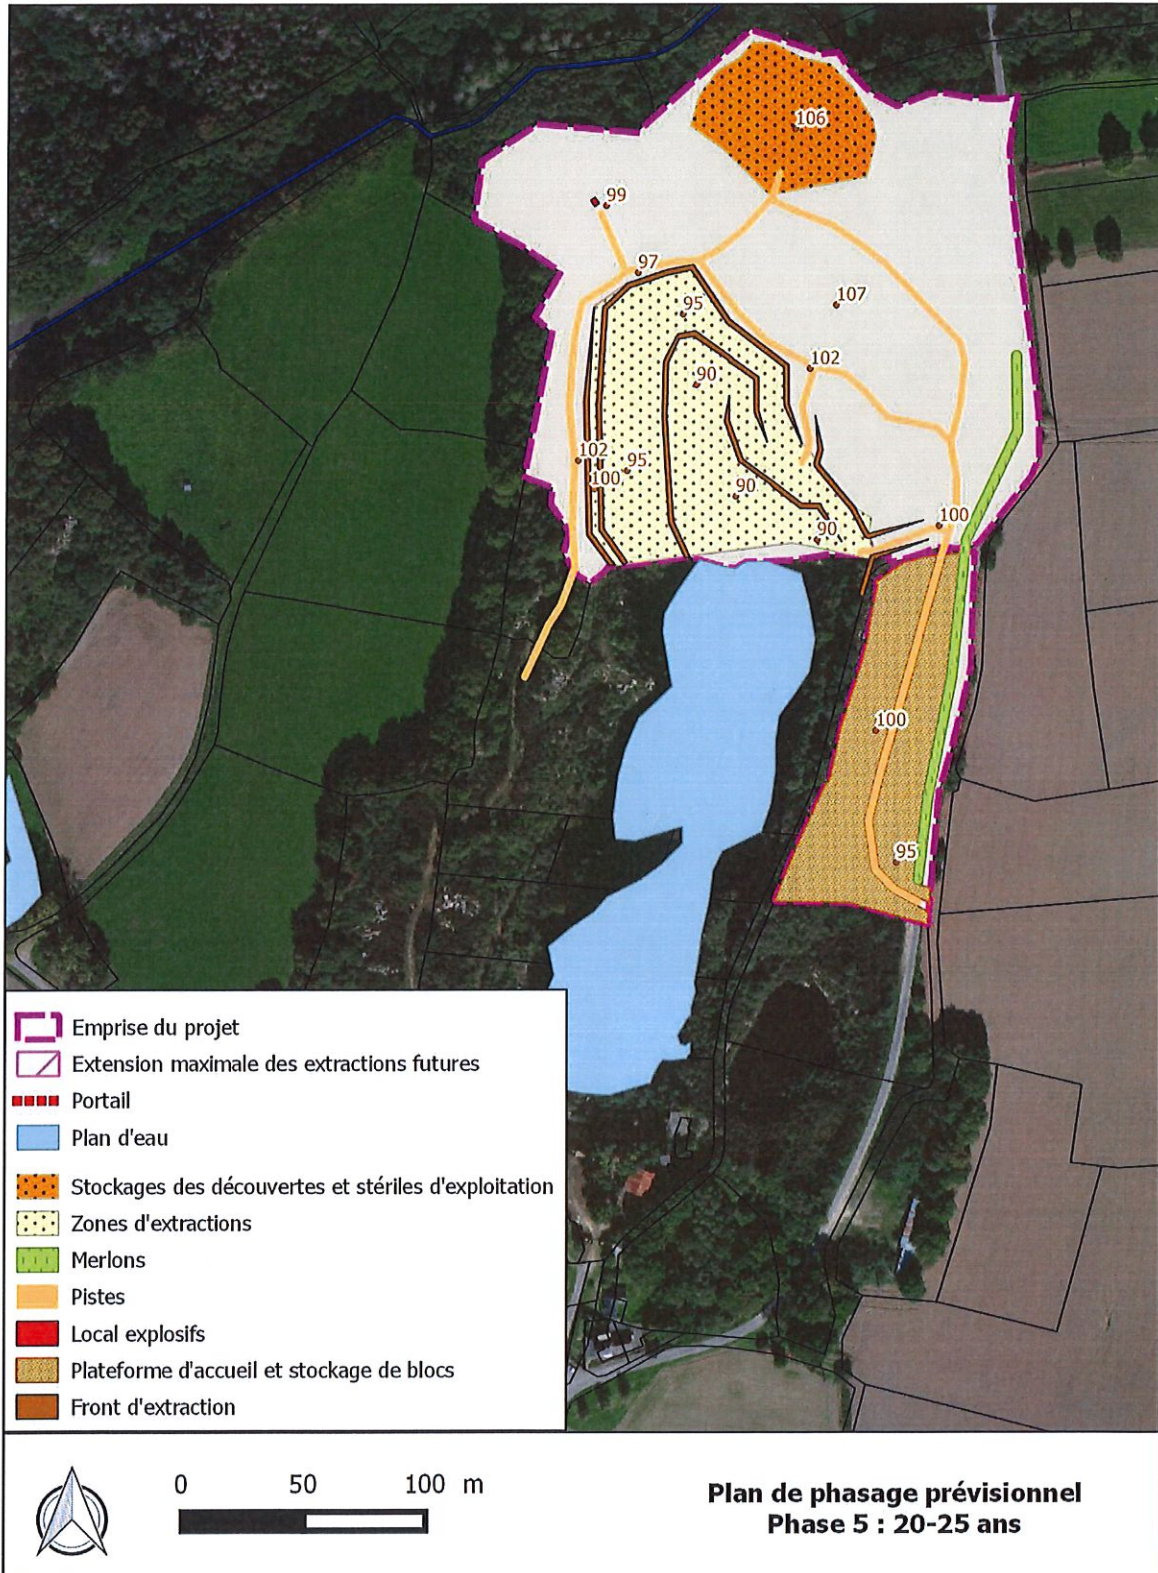 106
99
97
95
107
90
102
102
95
100
90
100
90
100
95
Emprise du projet
Extension maximale des extractions futures
Portail
Plan d'eau
Stockages des découvertes et stériles d'exploitation
Zones d'extractions
Merlons
Pistes
Local explosifs
Plateforme d'accueil et stockage de blocs
Front d'extraction
0 50 100 m
Plan de phasage prévisionnel
Phase 5 : 20-25 ans